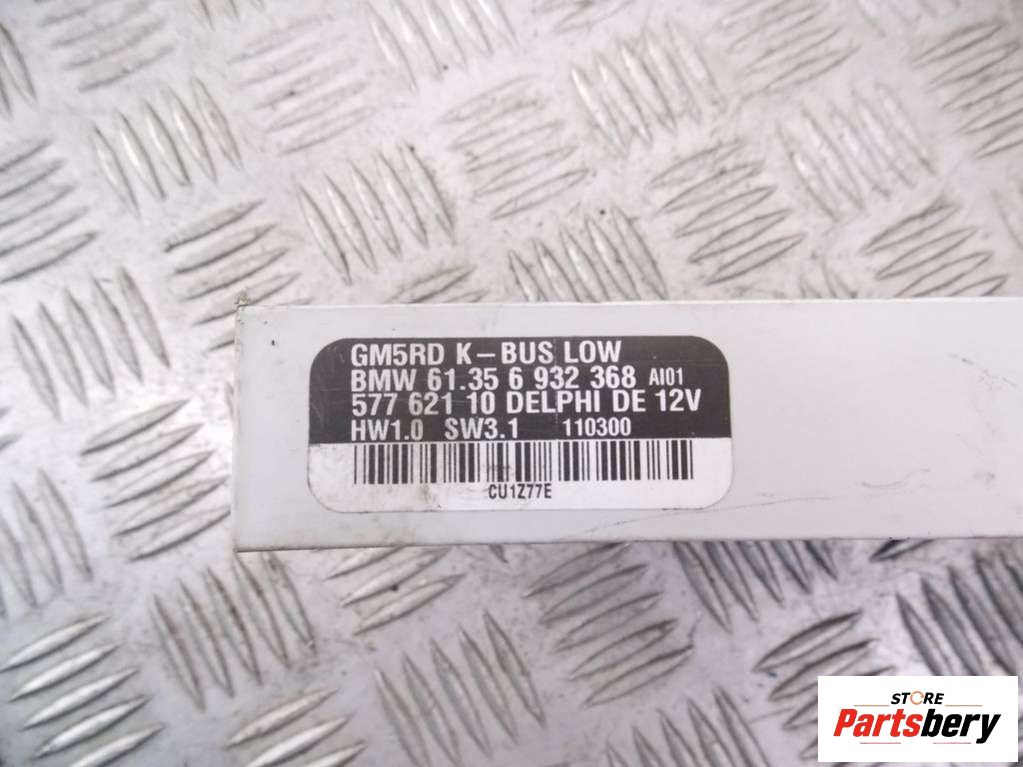 GM5RD K-BUS LOW
BMW 61.35 6 932 368 AI01
577 621 10 DELPHI DE 12V
HW1.0 SW3.1 110300
CU1Z77E
STORE
Partsbery